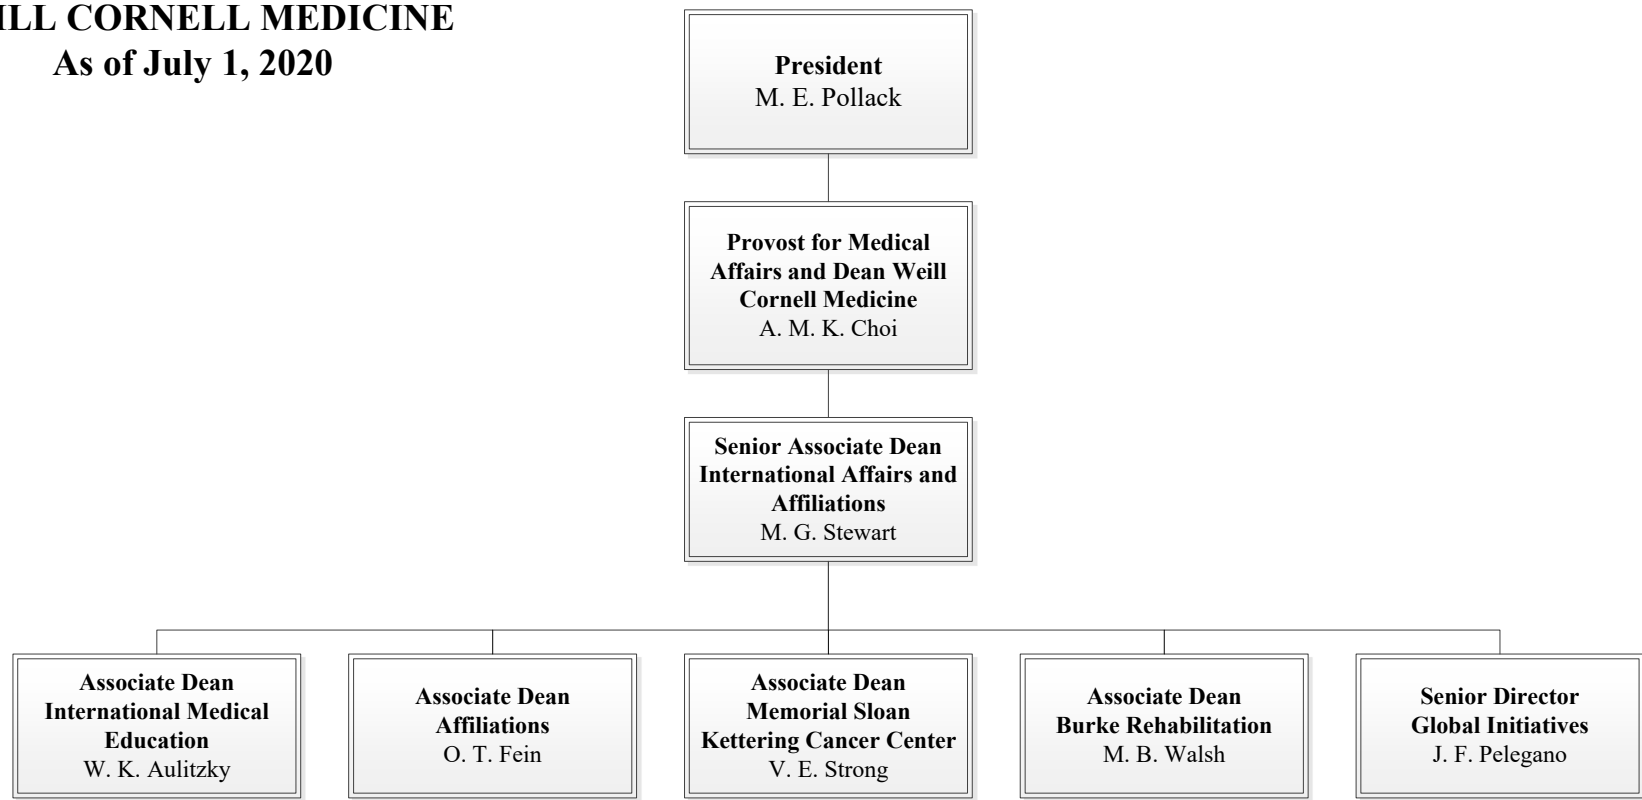 ILL CORNELL MEDICINE
As of July 1, 2020
President
M. E. Pollack
Provost for Medical
Affairs and Dean Weill
Cornell Medicine
A. M. K. Choi
Senior Associate Dean
International Affairs and
Affiliations
M. G. Stewart
Associate Dean
International Medical
Education
W. K. Aulitzky
Associate Dean
Affiliations
O. T. Fein
Associate Dean
Memorial Sloan
Kettering Cancer Center
V. E. Strong
Associate Dean
Burke Rehabilitation
M. B. Walsh
Senior Director
Global Initiatives
J. F. Pelegano